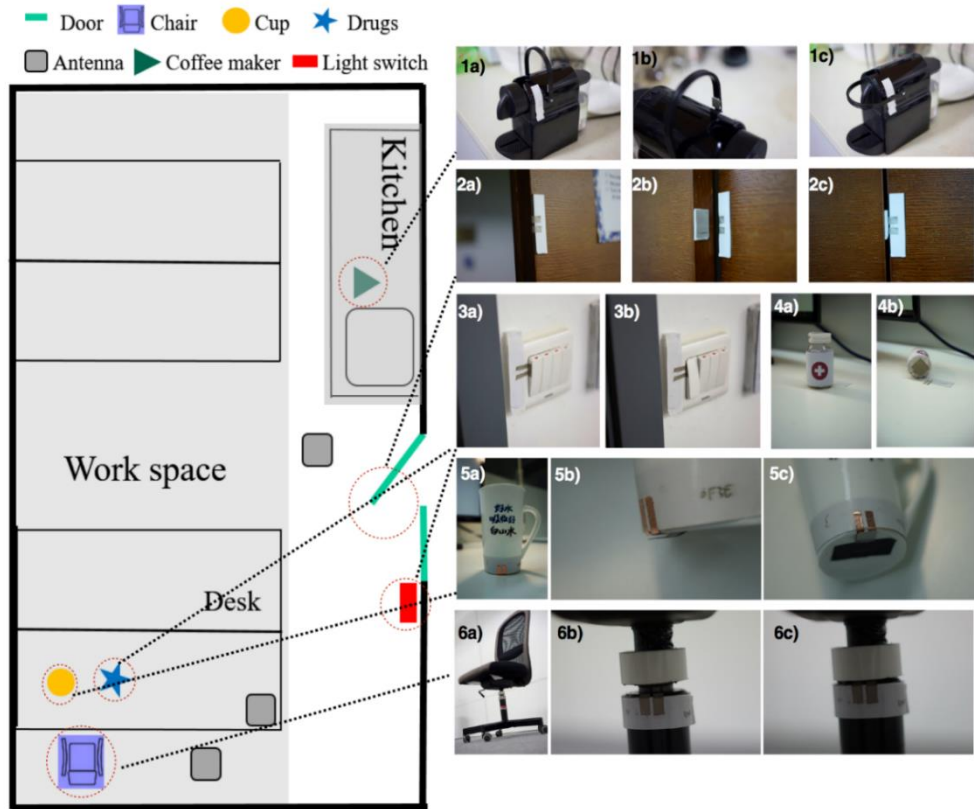 Door Chair Cup Drugs
Antenna Coffee maker Light switch
Kitchen
Work space
Desk
1a) 1b) 1c)
2a) 2b) 2c)
3a) 3b) 4a) 4b)
5a) 5b) 5c)
6a) 6b) 6c)